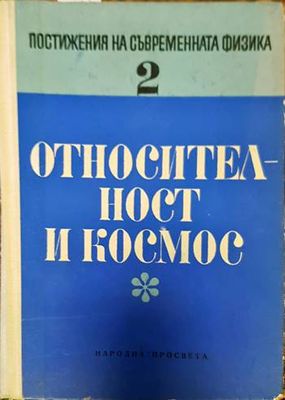 ПОСТИЖЕНИЯ НА СЪВРЕМЕННАТА ФИЗИКА
2
ОТНОСИТЕЛ-
НОСТ
И КОСМОС
НАРОДНА ПРОСВЕТА